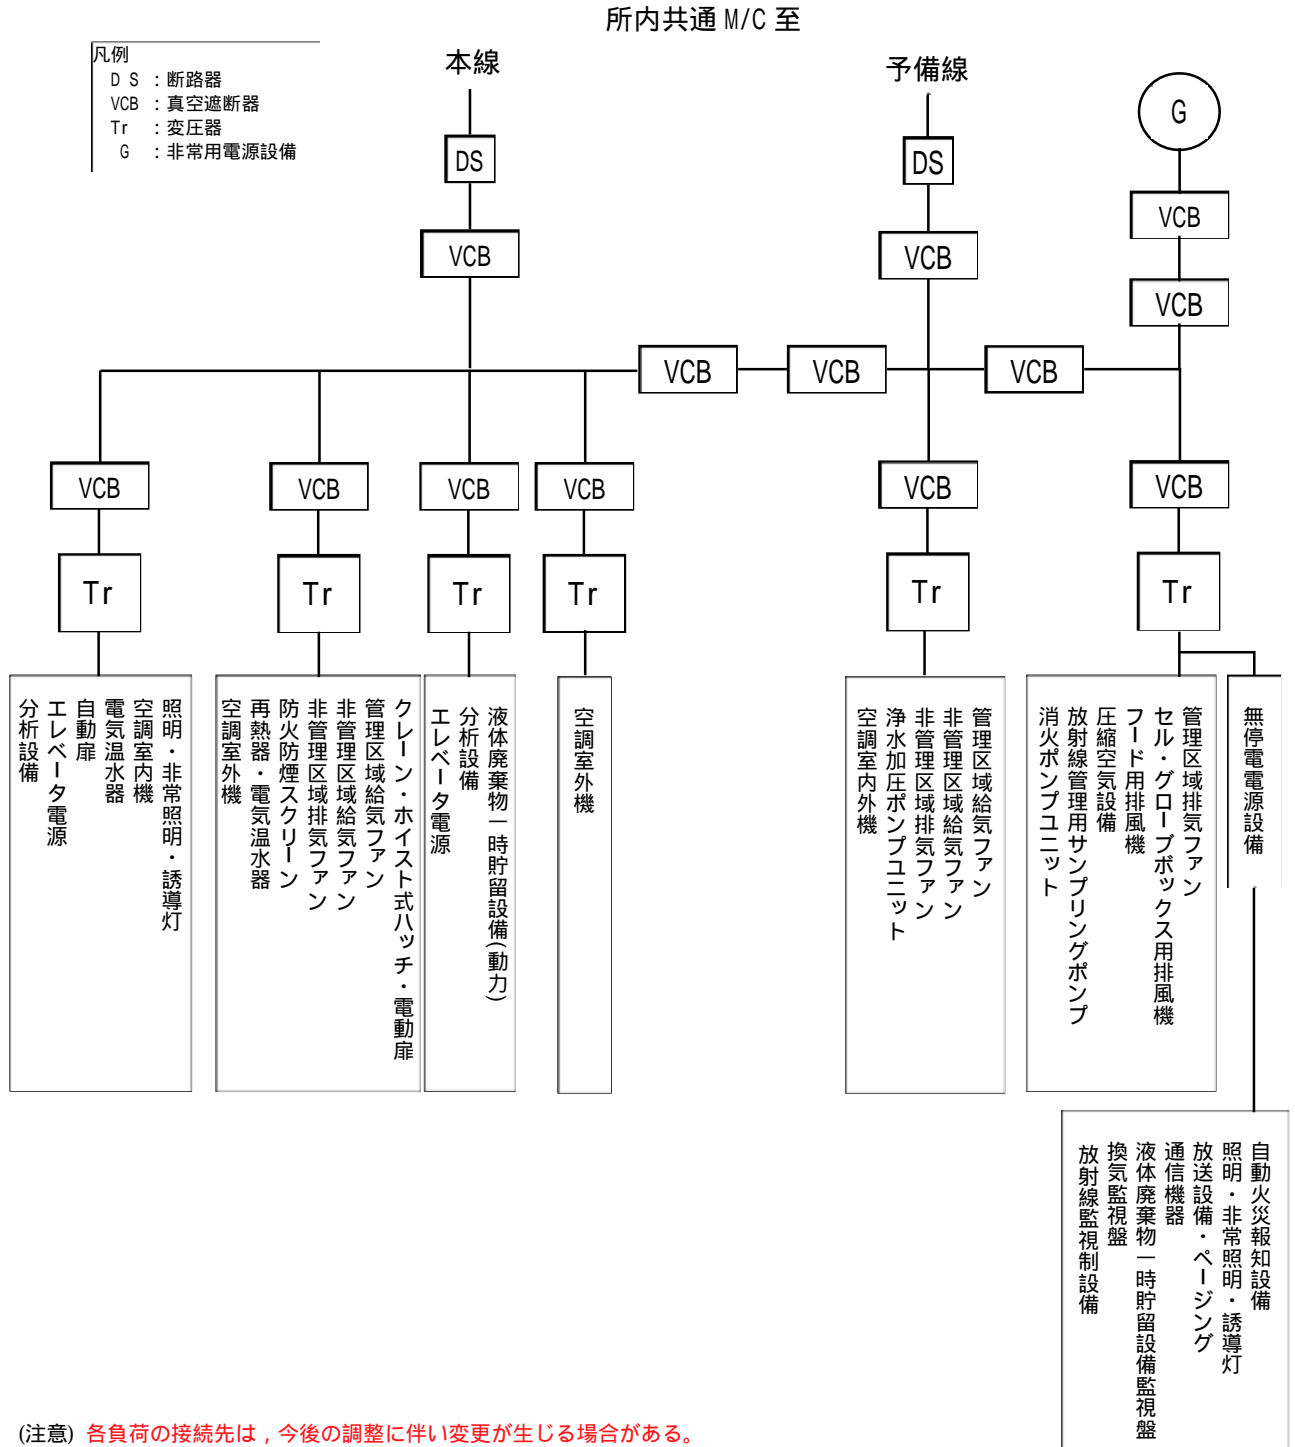 所内共通 M/C 至
凡例
DS ：断路器
VCB ：真空遮断器
Tr ：変圧器
G ：非常用電源設備
本線
予備線
G
DS
DS
VCB
VCB
VCB
VCB
VCB
VCB
VCB
VCB
VCB
VCB
VCB
VCB
VCB
Tr
Tr
Tr
Tr
Tr
Tr
照明・非常照明・誘導灯
空調室内機
電気温水器
自動扉
エレベータ電源
分析設備
クレーン・ホイスト式ハッチ・電動扉
管理区域給気ファン
非管理区域給気ファン
非管理区域排気ファン
防火防煙スクリーン
再熱器・電気温水器
空調室外機
液体廃棄物一時貯留設備(動力)
分析設備
エレベータ電源
空調室外機
管理区域給気ファン
非管理区域給気ファン
非管理区域排気ファン
浄水加圧ポンプユニット
空調室内外機
管理区域排気ファン
セル・グローブボックス用排風機
フード用排風機
圧縮空気設備
放射線管理用サンプリングポンプ
消火ポンプユニット
無停電電源設備
自動火災報知設備
照明・非常照明・誘導灯
放送設備・ページング
通信機器
液体廃棄物一時貯留設備監視盤
換気監視盤
放射線監視制設備
(注意) 各負荷の接続先は，今後の調整に伴い変更が生じる場合がある。